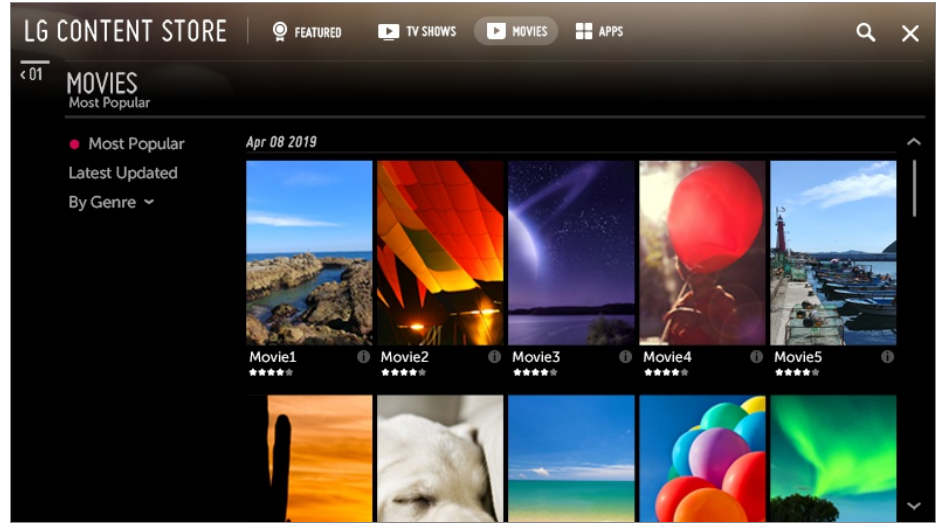 LG CONTENT STORE FEATURED TV SHOWS MOVIES APPS
<01
MOVIES
Most Popular
Most Popular
Latest Updated
By Genre
Apr 08 2019
Movie1 Movie2 Movie3 Movie4 Movie5